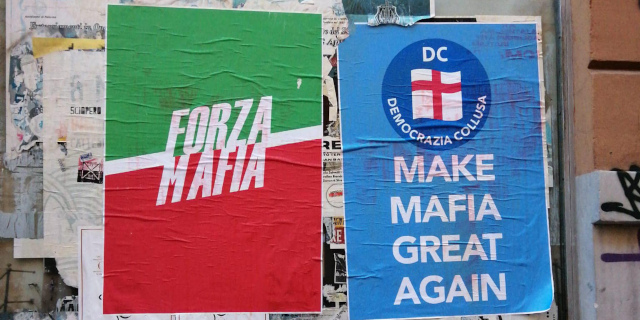 FORZA
MAFIA
DC
DEMOCRAZIA COLLUSA
MAKE
MAFIA
GREAT
AGAIN
SCIOPERO